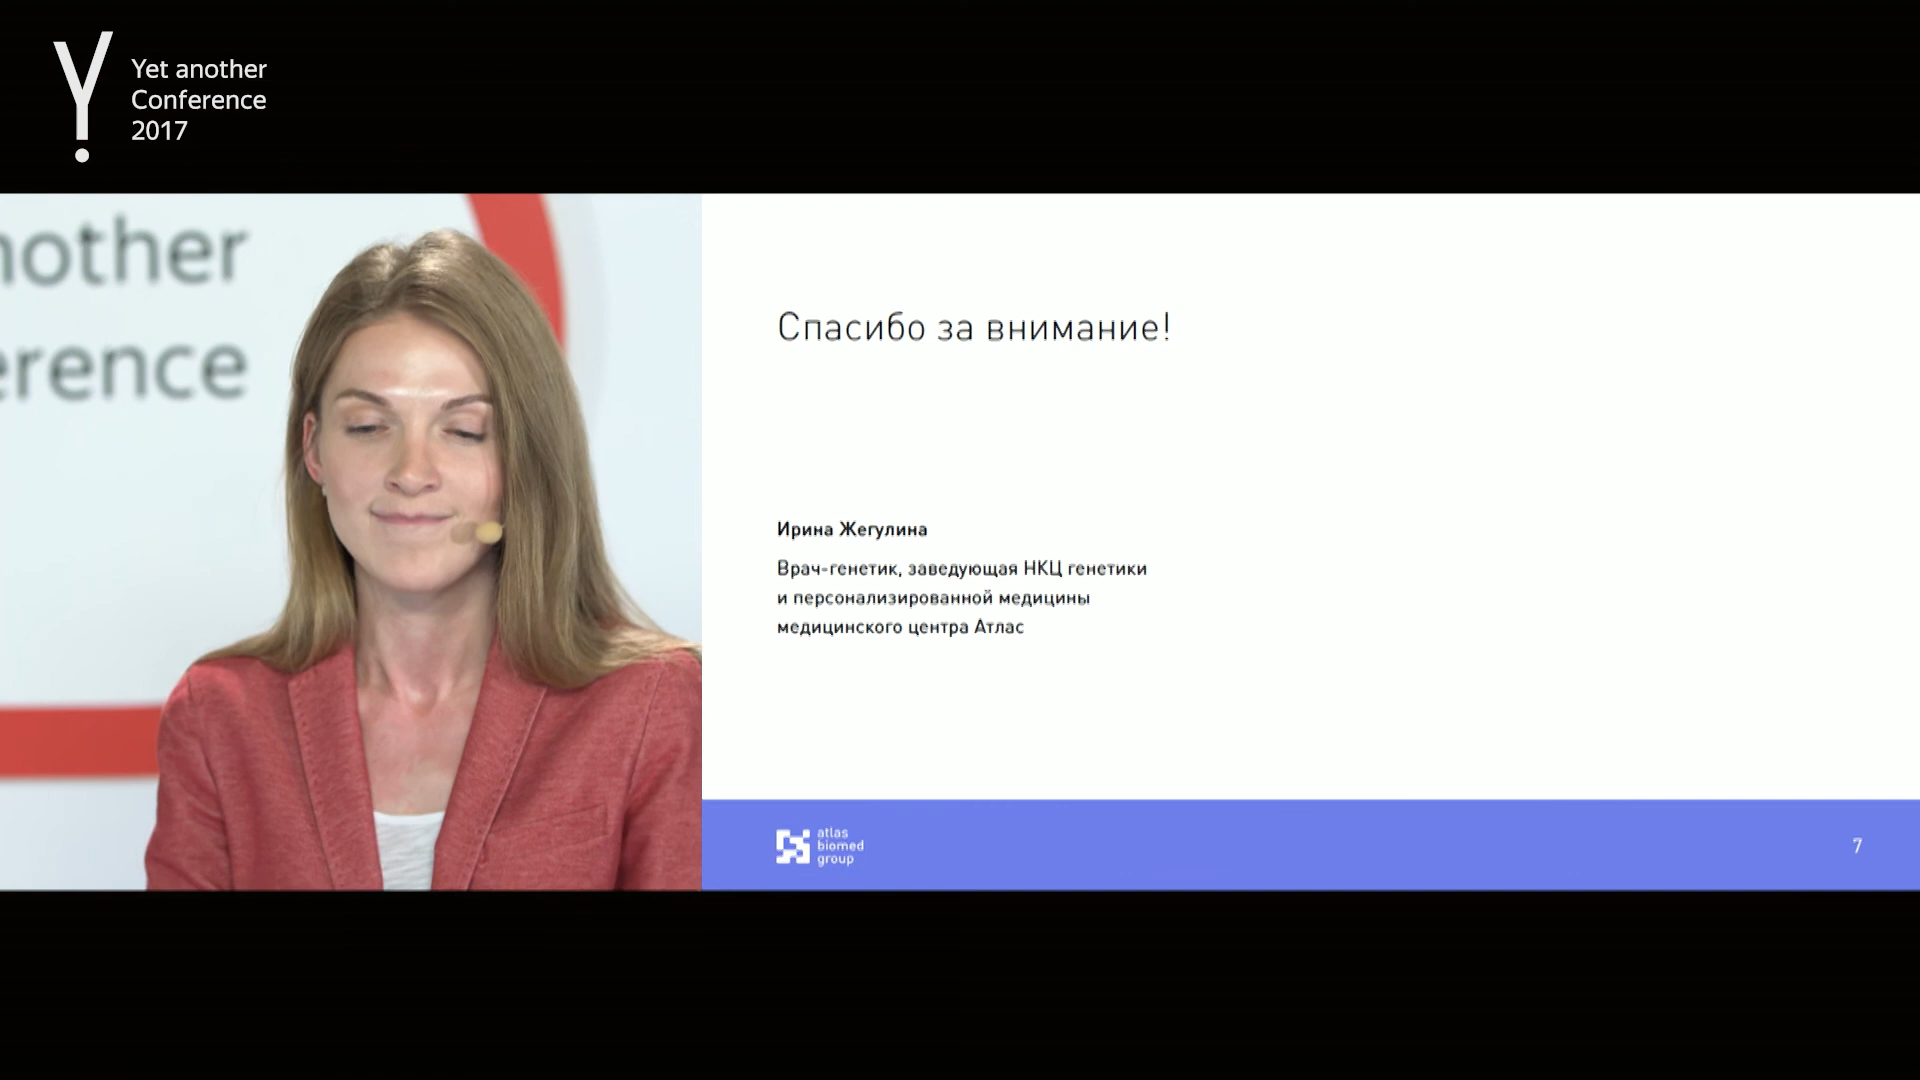 Yet another
Conference
2017
nother
erence
Спасибо за внимание!
Ирина Жегулина
Врач-генетик, заведующая НКЦ генетики
и персонализированной медицины
медицинского центра Атлас
atlas
biomed
group
7